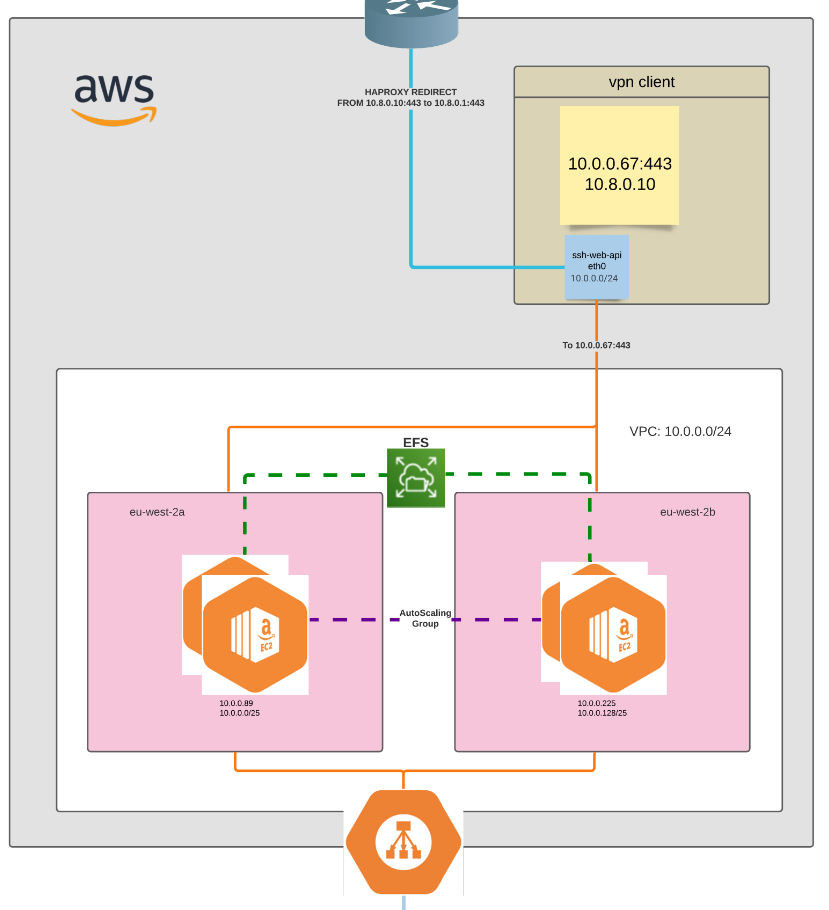 aws
HAPROXY REDIRECT
FROM 10.8.0.10:443 to 10.8.0.1:443
vpn client
10.0.0.67:443
10.8.0.10
ssh-web-api
eth0
10.0.0.0/24
To 10.0.0.67:443
VPC: 10.0.0.0/24
EFS
eu-west-2a
eu-west-2b
a
EC2
AutoScaling
Group
a
EC2
10.0.0.89
10.0.0.0/25
10.0.0.225
10.0.0.128/25